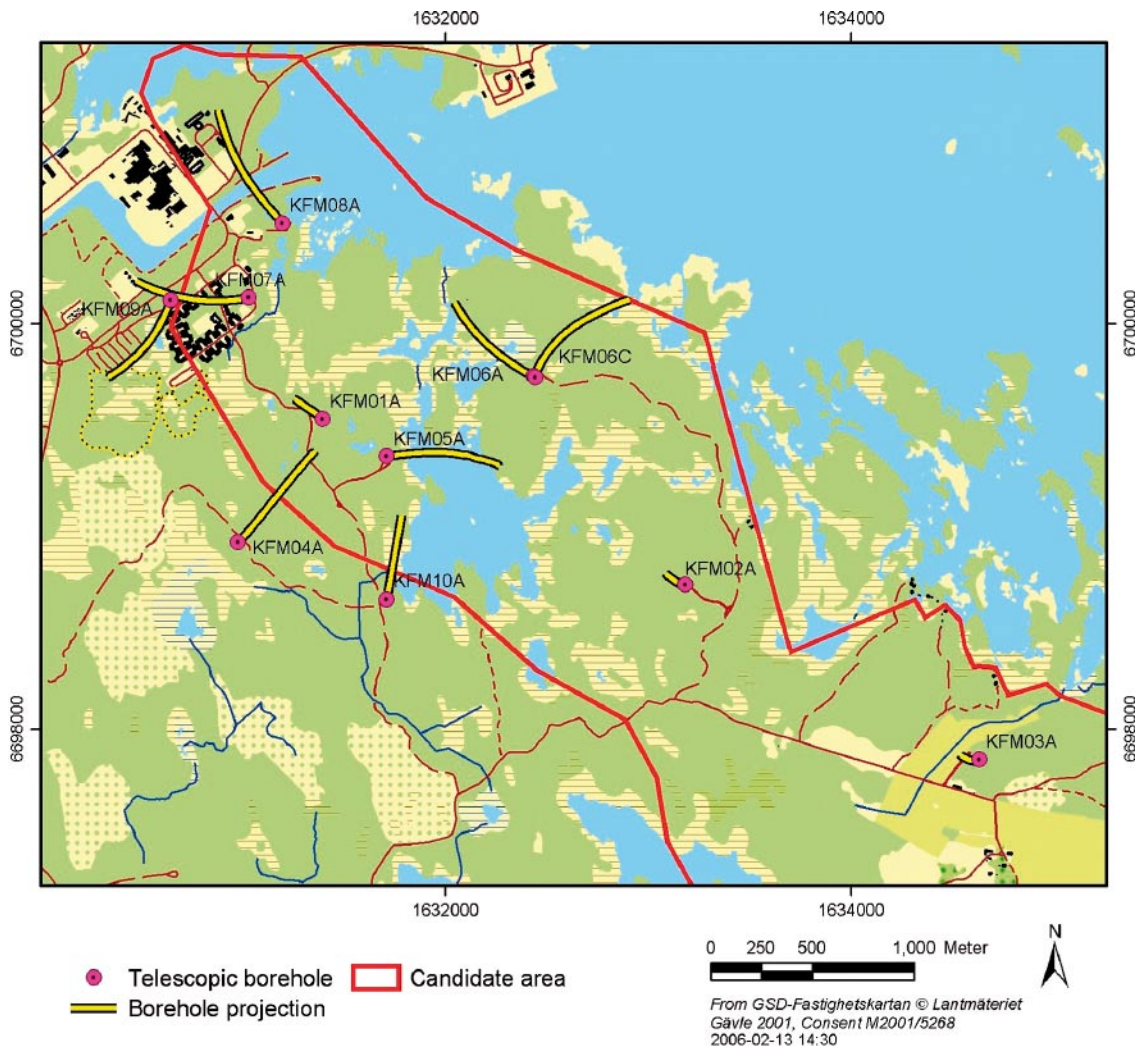 1632000
1634000
KFM08A
KFM07A
KFM09A
6700000
6700000
KFM06C
KFM06A
KFM01A
KFM05A
KFM04A
KFM10A
KFM02A
6698000
6698000
KFM03A
1632000
1634000
N
0 250 500 1,000 Meter
Telescopic borehole
Candidate area
Borehole projection
From GSD-Fastighetskartan © Lantmäteriet
Gävle 2001, Consent M2001/5268
2006-02-13 14:30